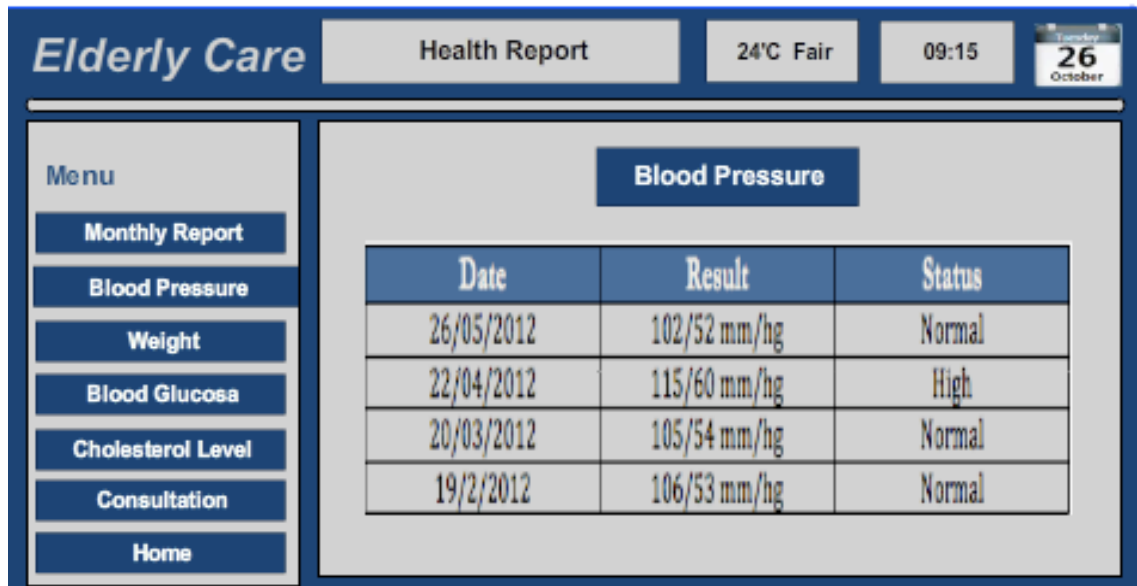 Elderly Care
Health Report
24'C Fair
09:15
Tuesday
26
October
Menu
Monthly Report
Blood Pressure
Weight
Blood Glucosa
Cholesterol Level
Consultation
Home
Blood Pressure
Date Result Status
26/05/2012 102/52 mm/hg Normal
22/04/2012 115/60 mm/hg High
20/03/2012 105/54 mm/hg Normal
19/2/2012 106/53 mm/hg Normal